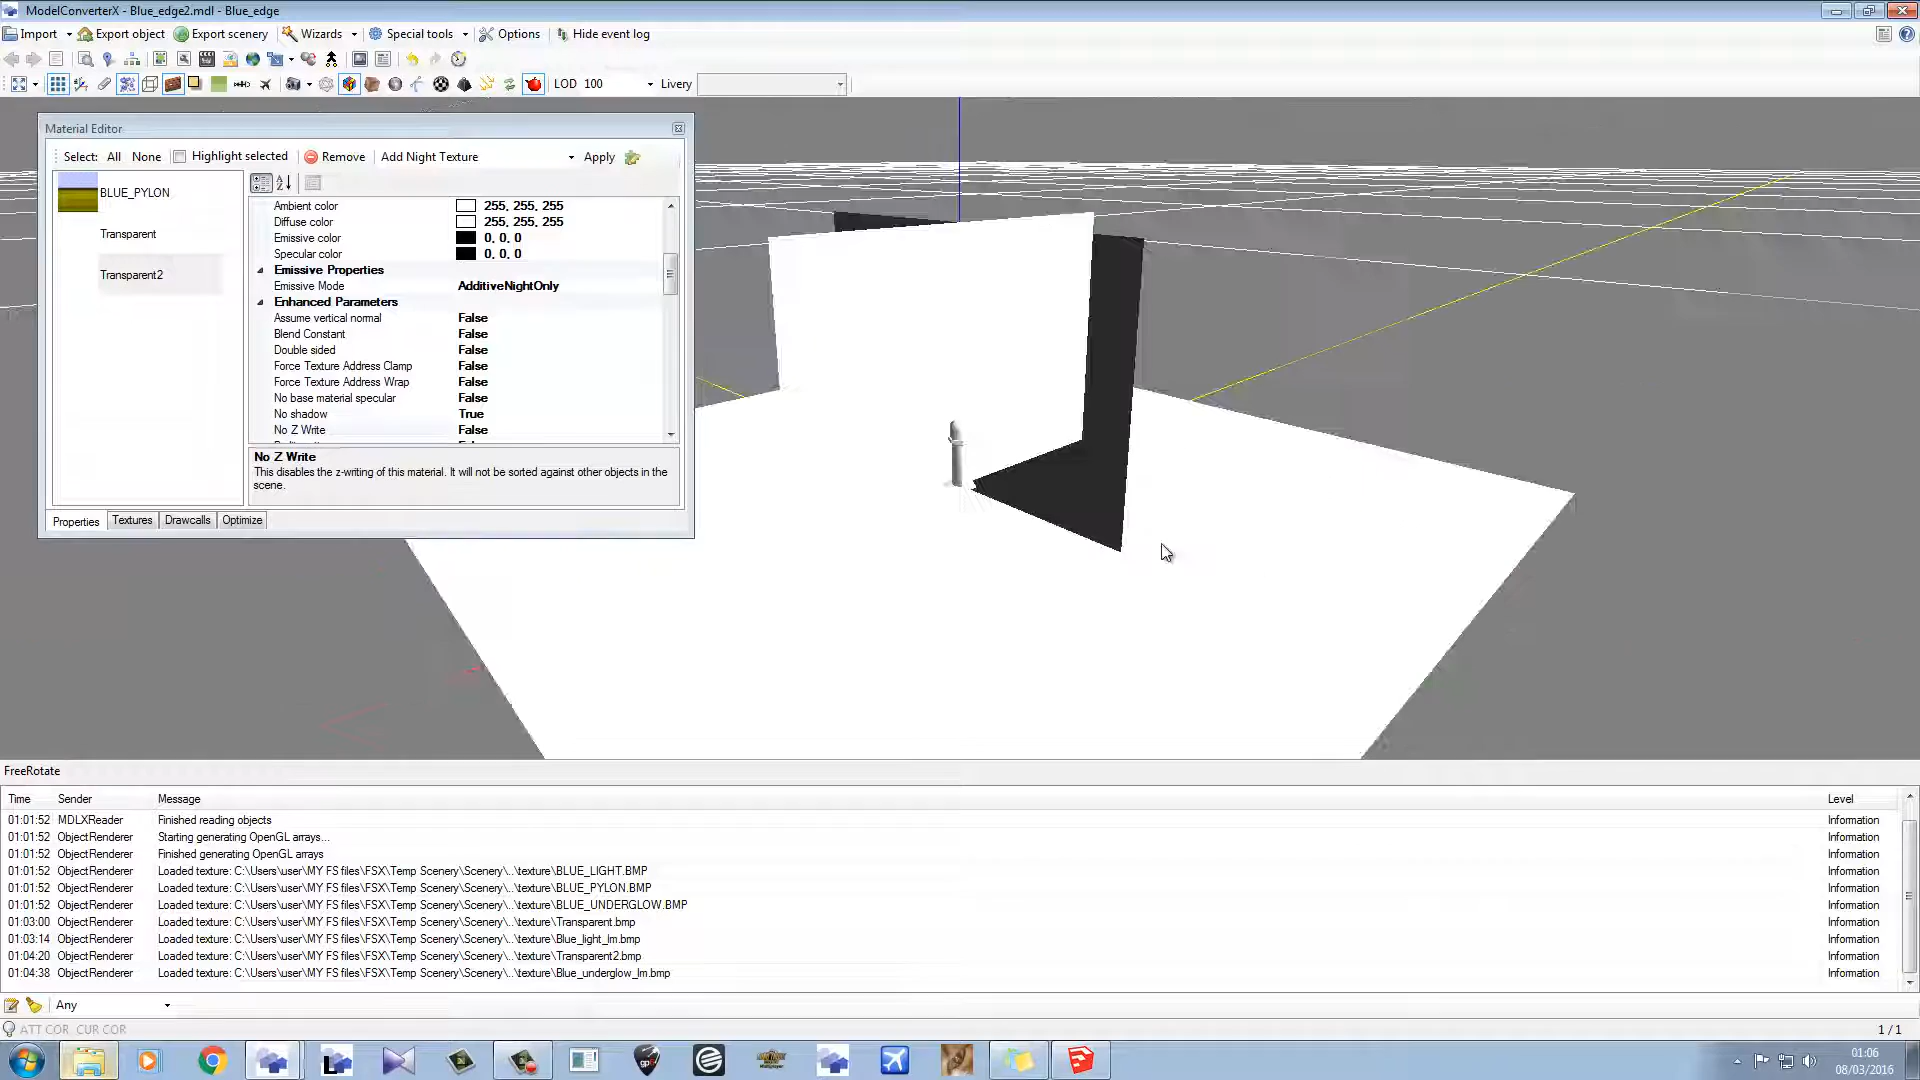 ModelConverterX - Blue_edge2.mdl - Blue_edge
Import Export object Export scenery Wizards Special tools Options Hide event log
LOD 100 Livery
Material Editor
Select: All None Highlight selected Remove Add Night Texture Apply
BLUE_PYLON
Transparent
Transparent2
Ambient color 255, 255, 255
Diffuse color 255, 255, 255
Emissive color 0, 0, 0
Specular color 0, 0, 0
Emissive Properties
Emissive Mode AdditiveNightOnly
Enhanced Parameters
Assume vertical normal False
Blend Constant False
Double sided False
Force Texture Address Clamp False
Force Texture Address Wrap False
No base material specular False
No shadow True
No Z Write False
No Z Write
This disables the z-writing of this material. It will not be sorted against other objects in the
scene.
Properties Textures Drawcalls Optimize
FreeRotate
Time Sender Message Level
01:01:52 MDLXReader Finished reading objects Information
01:01:52 ObjectRenderer Starting generating OpenGL arrays... Information
01:01:52 ObjectRenderer Finished generating OpenGL arrays Information
01:01:52 ObjectRenderer Loaded texture: C:\Users\user\MY FS files\FSX\Temp Scenery\Scenery\..\texture\BLUE_LIGHT.BMP Information
01:01:52 ObjectRenderer Loaded texture: C:\Users\user\MY FS files\FSX\Temp Scenery\Scenery\..\texture\BLUE_PYLON.BMP Information
01:01:52 ObjectRenderer Loaded texture: C:\Users\user\MY FS files\FSX\Temp Scenery\Scenery\..\texture\BLUE_UNDERGLOW.BMP Information
01:03:00 ObjectRenderer Loaded texture: C:\Users\user\MY FS files\FSX\Temp Scenery\Scenery\..\texture\Transparent.bmp Information
01:03:14 ObjectRenderer Loaded texture: C:\Users\user\MY FS files\FSX\Temp Scenery\Scenery\..\texture\Blue_light_lm.bmp Information
01:04:20 ObjectRenderer Loaded texture: C:\Users\user\MY FS files\FSX\Temp Scenery\Scenery\..\texture\Transparent2.bmp Information
01:04:38 ObjectRenderer Loaded texture: C:\Users\user\MY FS files\FSX\Temp Scenery\Scenery\..\texture\Blue_underglow_lm.bmp Information
Any
ATT COR CUR COR 1 / 1
01:06
08/03/2016